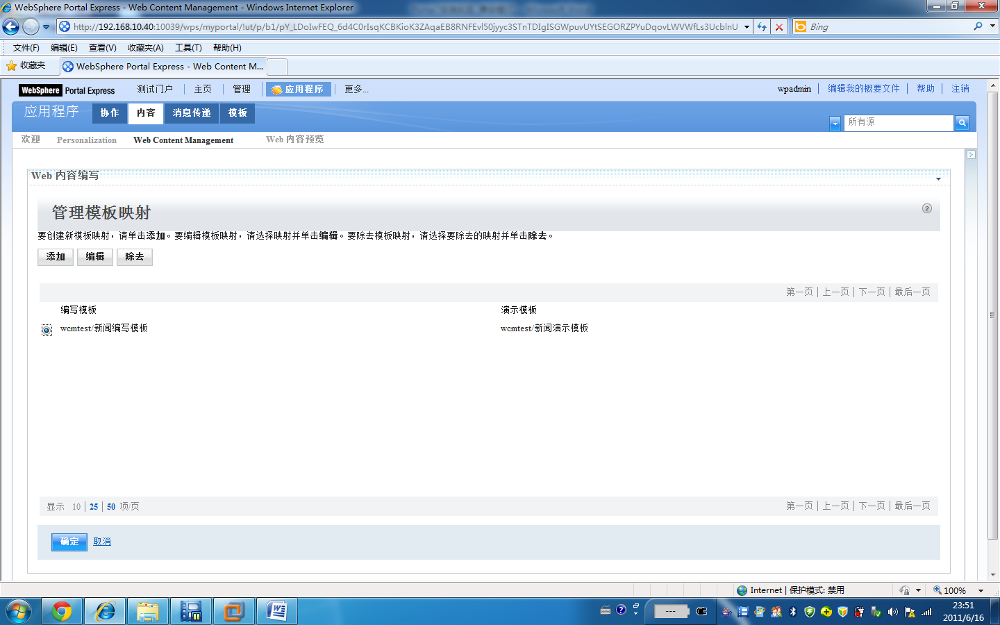 WebSphere Portal Express - Web Content Management - Windows Internet Explorer
http://192.168.10.40:10039/wps/myportal/!ut/p/b1/
Bing
文件(F) 编辑(E) 查看(V) 收藏夹(A) 工具(T) 帮助(H)
收藏夹 WebSphere Portal Express - Web Content M...
WebSphere Portal Express 测试门户 主页 管理 应用程序 更多... wpadmin 编辑我的概要文件 帮助 注销
应用程序 协作 内容 消息传递 模板
所有源
欢迎 Personalization Web Content Management Web 内容预览
Web 内容编写
管理模板映射
要创建新模板映射，请单击添加。要编辑模板映射，请选择映射并单击编辑。要除去模板映射，请选择要除去的映射并单击除去。
添加 编辑 除去
第一页 | 上一页 | 下一页 | 最后一页
编写模板 演示模板
wcmtest/新闻编写模板 wcmtest/新闻演示模板
显示 10 | 25 | 50 项/页 第一页 | 上一页 | 下一页 | 最后一页
确定 取消
Internet | 保护模式: 禁用 100%
---
23:51
2011/6/16